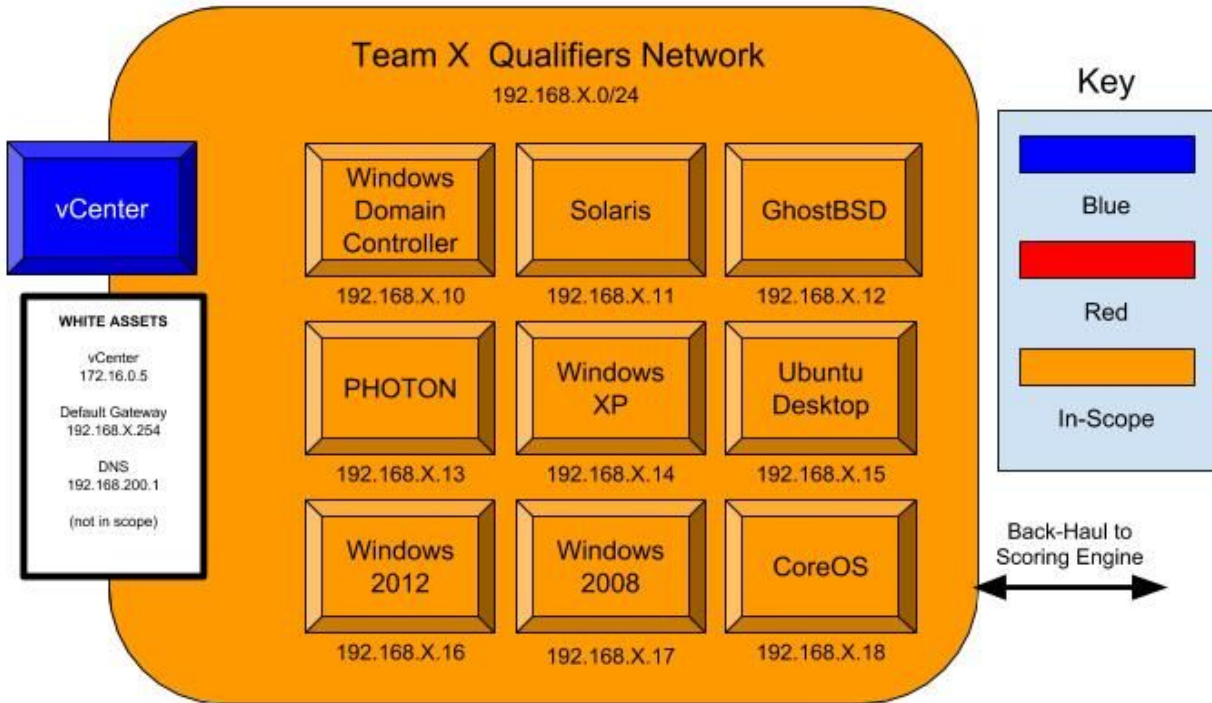 Team X Qualifiers Network
192.168.X.0/24
vCenter
WHITE ASSETS
vCenter
172.16.0.5
Default Gateway
192.168.X.254
DNS
192.168.200.1
(not in scope)
Windows
Domain
Controller
192.168.X.10
Solaris
192.168.X.11
GhostBSD
192.168.X.12
PHOTON
192.168.X.13
Windows
XP
192.168.X.14
Ubuntu
Desktop
192.168.X.15
Windows
2012
192.168.X.16
Windows
2008
192.168.X.17
CoreOS
192.168.X.18
Key
Blue
Red
In-Scope
Back-Haul to
Scoring Engine